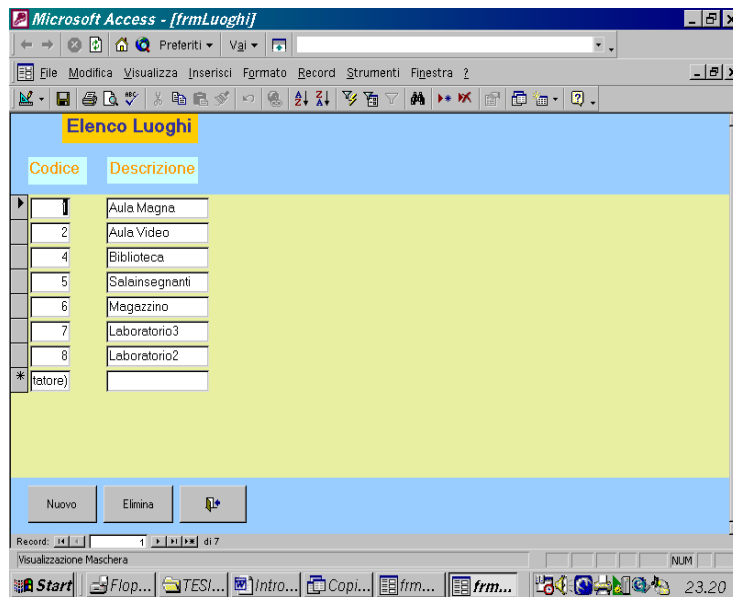 Microsoft Access - [frmLuoghi]
Preferiti Vai
File Modifica Visualizza Inserisci Formato Record Strumenti Finestra ?
Elenco Luoghi
Codice Descrizione
1 Aula Magna
2 Aula Video
4 Biblioteca
5 Salainsegnanti
6 Magazzino
7 Laboratorio3
8 Laboratorio2
* tatore)
Nuovo Elimina
Record: 1 di 7
Visualizzazione Maschera NUM
Start Flop... TESI... Intro... Copi... frm... frm... 23.20